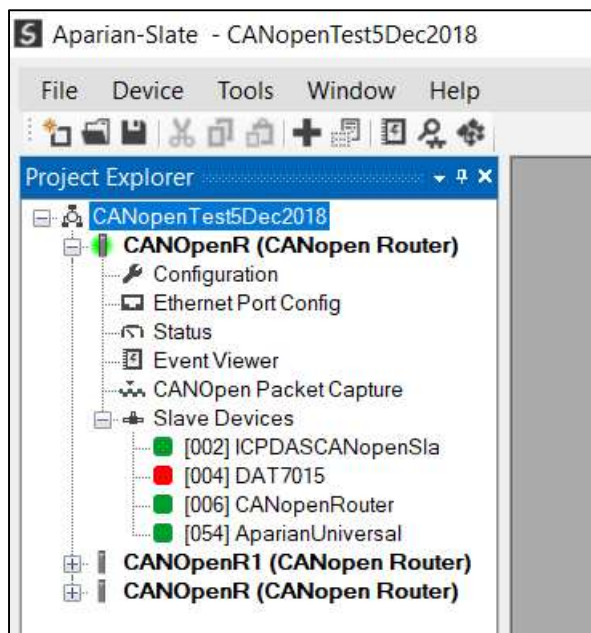 S Aparian-Slate - CANopenTest5Dec2018
File Device Tools Window Help
Project Explorer
CANopenTest5Dec2018
CANOpenR (CANopen Router)
Configuration
Ethernet Port Config
Status
Event Viewer
CANOpen Packet Capture
Slave Devices
[002] ICPDASCANopenSla
[004] DAT7015
[006] CANopenRouter
[054] AparianUniversal
CANOpenR1 (CANopen Router)
CANOpenR (CANopen Router)